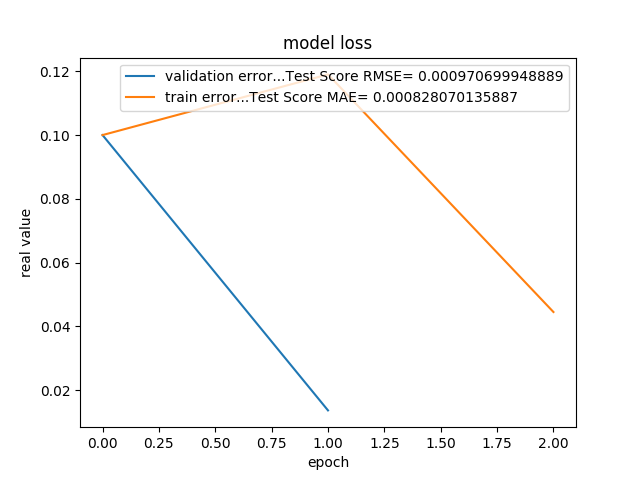 model loss
validation error...Test Score RMSE= 0.000970699948889
train error...Test Score MAE= 0.000828070135887
0.12
0.10
0.08
0.06
0.04
0.02
real value
0.00 0.25 0.50 0.75 1.00 1.25 1.50 1.75 2.00
epoch